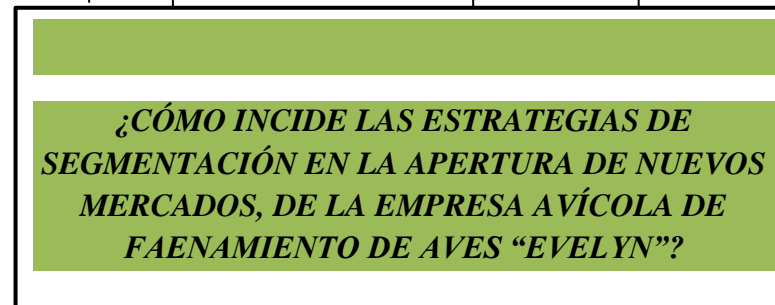 ¿CÓMO INCIDE LAS ESTRATEGIAS DE
SEGMENTACIÓN EN LA APERTURA DE NUEVOS
MERCADOS, DE LA EMPRESA AVÍCOLA DE
FAENAMIENTO DE AVES “EVELYN”?